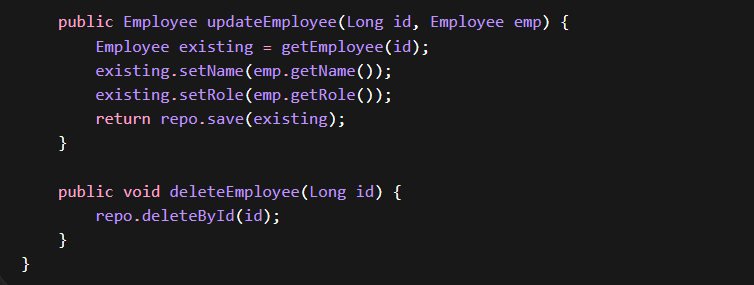 public Employee updateEmployee(Long id, Employee emp) {
        Employee existing = getEmployee(id);
        existing.setName(emp.getName());
        existing.setRole(emp.getRole());
        return repo.save(existing);
    }

    public void deleteEmployee(Long id) {
        repo.deleteById(id);
    }
}